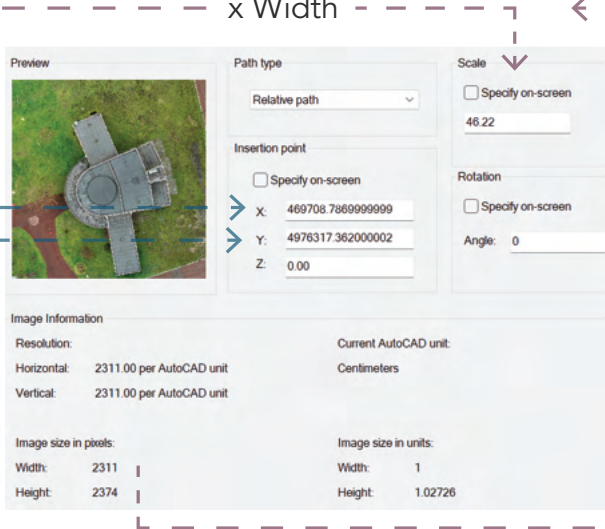 x Width
Preview
Path type
Relative path
Scale
Specify on-screen
46.22
Insertion point
Specify on-screen
X: 469708.7869999999
Y: 4976317.362000002
Z: 0.00
Rotation
Specify on-screen
Angle: 0
Image Information
Resolution:
Horizontal: 2311.00 per AutoCAD unit
Vertical: 2311.00 per AutoCAD unit
Current AutoCAD unit:
Centimeters
Image size in pixels:
Width: 2311
Height: 2374
Image size in units:
Width: 1
Height: 1.02726